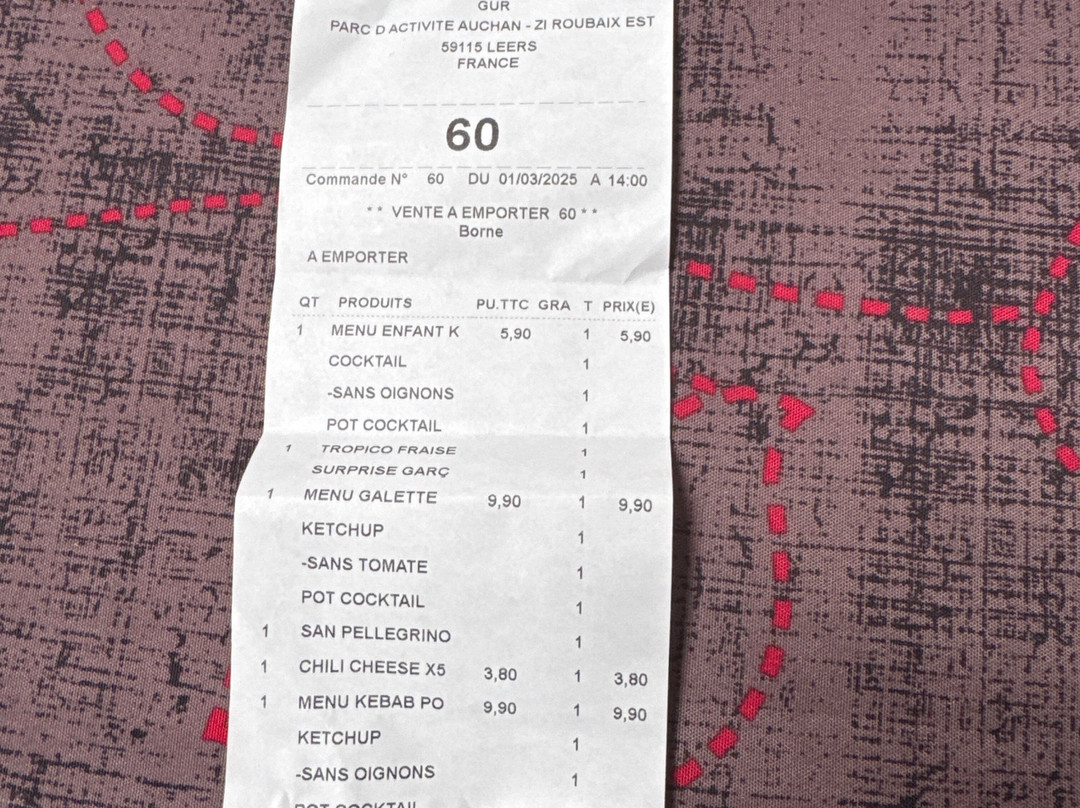 GUR
PARC D ACTIVITE AUCHAN - ZI ROUBAIX EST
59115 LEERS
FRANCE
60
Commande N° 60 DU 01/03/2025 A 14:00
** VENTE A EMPORTER 60 **
Borne
A EMPORTER
QT PRODUITS PU.TTC GRA T PRIX(E)
1 MENU ENFANT K 5,90 1 5,90
COCKTAIL 1
-SANS OIGNONS 1
POT COCKTAIL 1
1 TROPICO FRAISE 1
SURPRISE GARÇ 1
1 MENU GALETTE 9,90 1 9,90
KETCHUP 1
-SANS TOMATE 1
POT COCKTAIL 1
1 SAN PELLEGRINO 1
1 CHILI CHEESE X5 3,80 1 3,80
1 MENU KEBAB PO 9,90 1 9,90
KETCHUP 1
-SANS OIGNONS 1
POT COCKTAIL